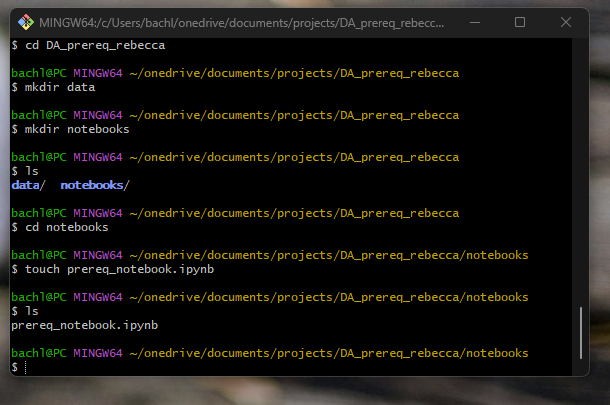 MINGW64:/c/Users/bachl/onedrive/documents/projects/DA_prereq_rebecc...
$ cd DA_prereq_rebecca
bachl@PC MINGW64 ~/onedrive/documents/projects/DA_prereq_rebecca
$ mkdir data
bachl@PC MINGW64 ~/onedrive/documents/projects/DA_prereq_rebecca
$ mkdir notebooks
bachl@PC MINGW64 ~/onedrive/documents/projects/DA_prereq_rebecca
$ ls
data/  notebooks/
bachl@PC MINGW64 ~/onedrive/documents/projects/DA_prereq_rebecca
$ cd notebooks
bachl@PC MINGW64 ~/onedrive/documents/projects/DA_prereq_rebecca/notebooks
$ touch prereq_notebook.ipynb
bachl@PC MINGW64 ~/onedrive/documents/projects/DA_prereq_rebecca/notebooks
$ ls
prereq_notebook.ipynb
bachl@PC MINGW64 ~/onedrive/documents/projects/DA_prereq_rebecca/notebooks
$